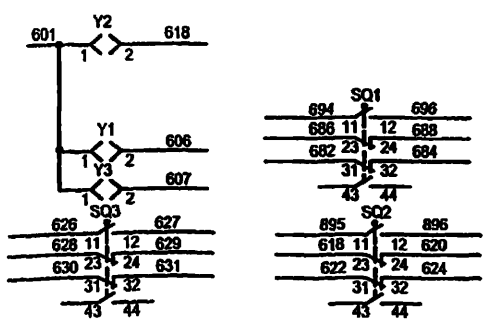 601 Y2 618
1 2
Y1 606
1 2
Y3 607
1 2
SQ1
694 696
686 11 12 688
682 23 24 684
31 32
43 44
SQ3
626 627
628 11 12 629
630 23 24 631
31 32
43 44
SQ2
895 896
618 11 12 620
622 23 24 624
31 32
43 44